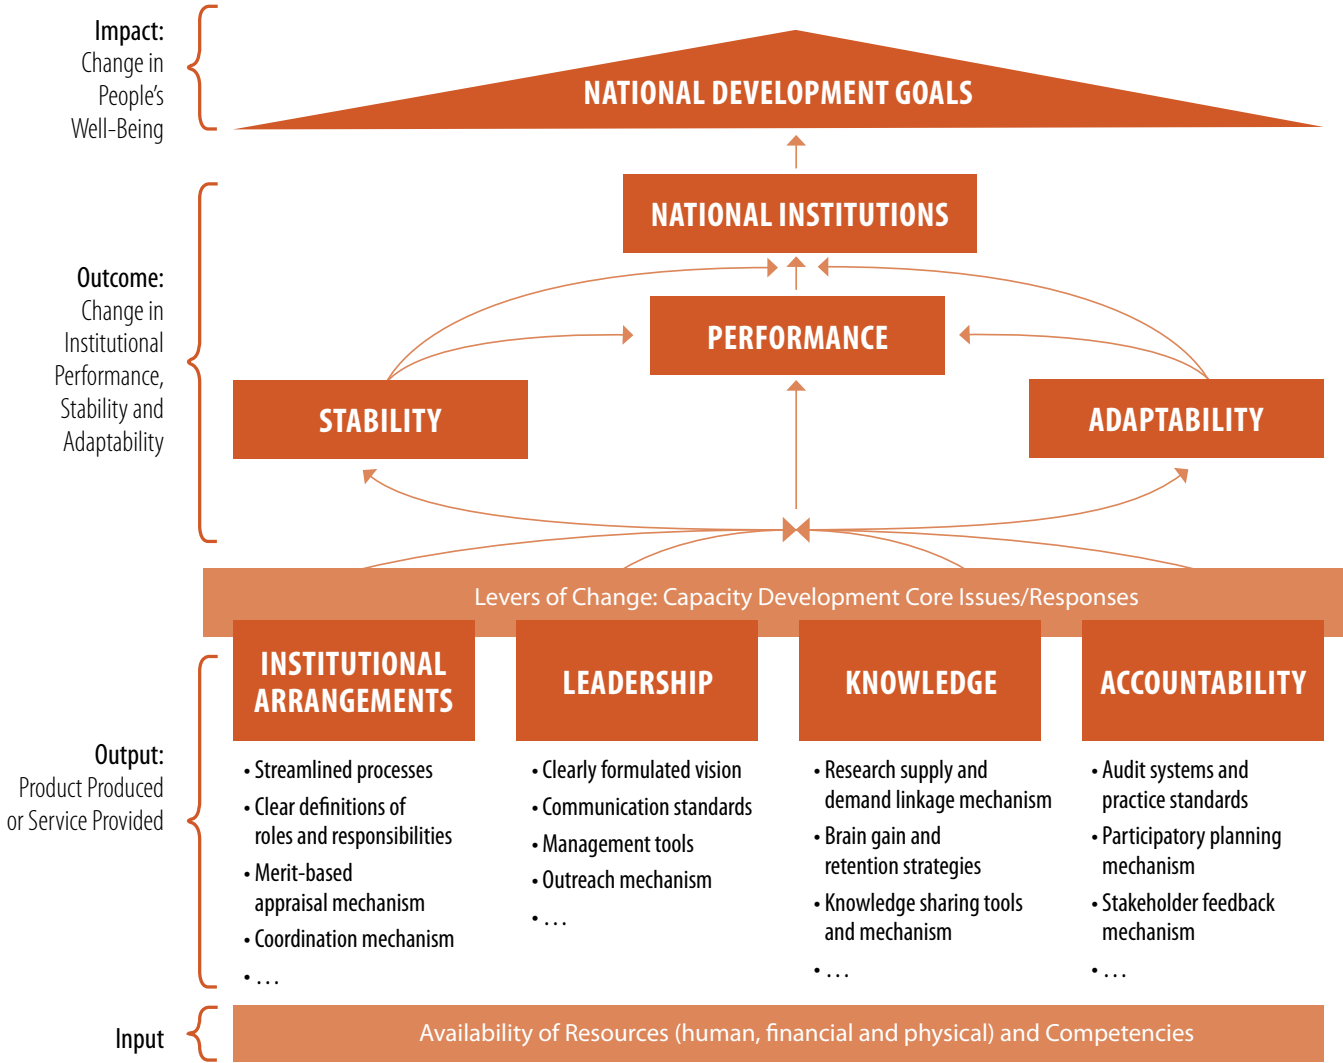 Impact:
Change in
People's
Well-Being
NATIONAL DEVELOPMENT GOALS
Outcome:
Change in
Institutional
Performance,
Stability and
Adaptability
NATIONAL INSTITUTIONS
PERFORMANCE
STABILITY
ADAPTABILITY
Levers of Change: Capacity Development Core Issues/Responses
Output:
Product Produced
or Service Provided
INSTITUTIONAL
ARRANGEMENTS
• Streamlined processes
• Clear definitions of
roles and responsibilities
• Merit-based
appraisal mechanism
• Coordination mechanism
• ...
LEADERSHIP
• Clearly formulated vision
• Communication standards
• Management tools
• Outreach mechanism
• ...
KNOWLEDGE
• Research supply and
demand linkage mechanism
• Brain gain and
retention strategies
• Knowledge sharing tools
and mechanism
• ...
ACCOUNTABILITY
• Audit systems and
practice standards
• Participatory planning
mechanism
• Stakeholder feedback
mechanism
• ...
Input
Availability of Resources (human, financial and physical) and Competencies